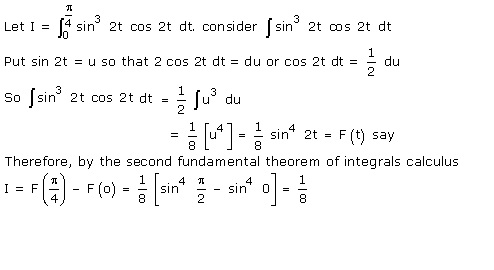 Let I = ∫₀^(π/4) sin³ 2t cos 2t dt. consider ∫ sin³ 2t cos 2t dt
Put sin 2t = u so that 2 cos 2t dt = du or cos 2t dt = 1/2 du
So ∫ sin³ 2t cos 2t dt = 1/2 ∫ u³ du
= 1/8 [u⁴] = 1/8 sin⁴ 2t = F (t) say
Therefore, by the second fundamental theorem of integrals calculus
I = F(π/4) - F (o) = 1/8 [sin⁴ π/2 - sin⁴ 0] = 1/8